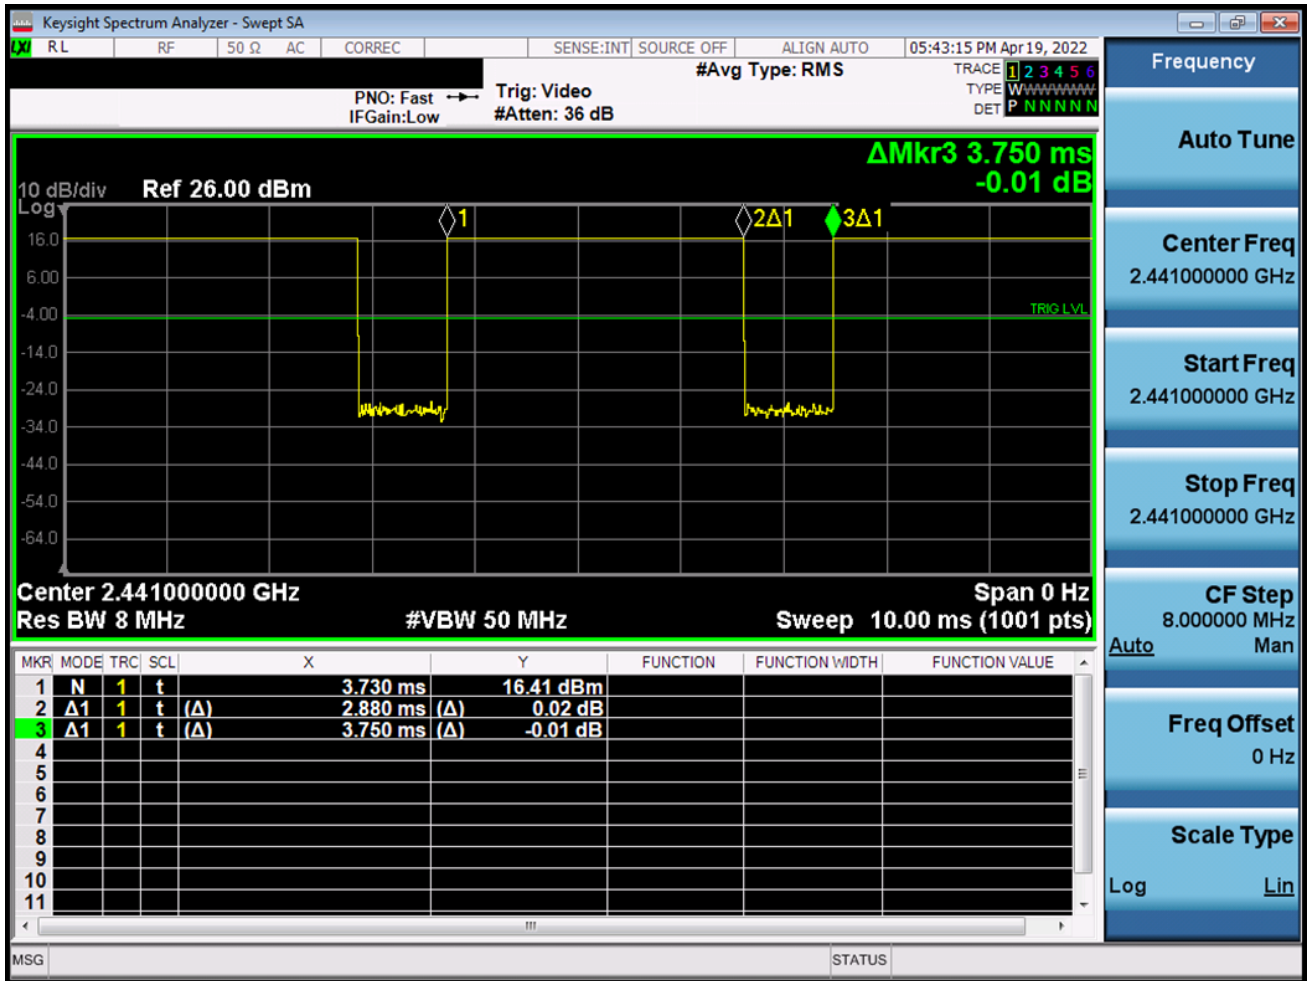 Keysight Spectrum Analyzer - Swept SA
LXI RL RF 50 Ω AC CORREC SENSE:INT SOURCE OFF ALIGN AUTO 05:43:15 PM Apr 19, 2022
#Avg Type: RMS
TRACE 1 2 3 4 5 6
PNO: Fast Trig: Video
TYPE WWWWWW
IFGain:Low #Atten: 36 dB
DET P N N N N N
ΔMkr3 3.750 ms
-0.01 dB
10 dB/div Ref 26.00 dBm
Log
1 2Δ1 3Δ1
16.0
6.00
-4.00
TRIG LVL
-14.0
-24.0
-34.0
-44.0
-54.0
-64.0
Center 2.441000000 GHz Span 0 Hz
Res BW 8 MHz #VBW 50 MHz Sweep 10.00 ms (1001 pts)
MKR MODE TRC SCL X Y FUNCTION FUNCTION WIDTH FUNCTION VALUE
1 N 1 t 3.730 ms 16.41 dBm
2 Δ1 1 t (Δ) 2.880 ms (Δ) 0.02 dB
3 Δ1 1 t (Δ) 3.750 ms (Δ) -0.01 dB
4
5
6
7
8
9
10
11
MSG STATUS
Frequency
Auto Tune
Center Freq
2.441000000 GHz
Start Freq
2.441000000 GHz
Stop Freq
2.441000000 GHz
CF Step
8.000000 MHz
Auto Man
Freq Offset
0 Hz
Scale Type
Log Lin